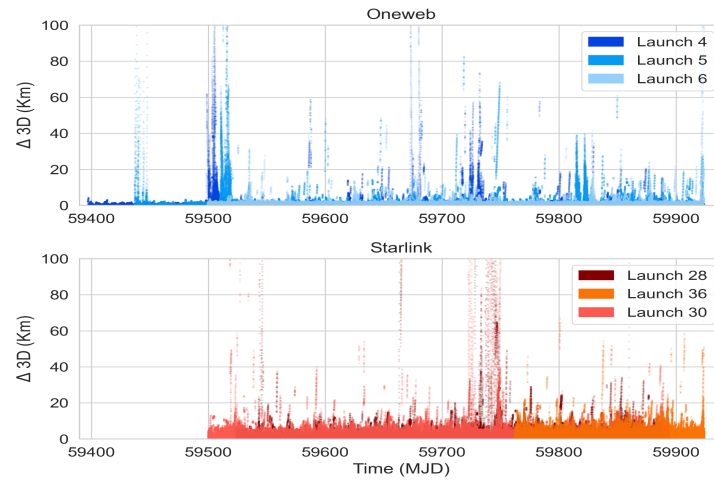 Oneweb
100
80
60
40
20
0
Δ 3D (Km)
Launch 4
Launch 5
Launch 6
59400 59500 59600 59700 59800 59900
Starlink
100
80
60
40
20
0
Δ 3D (Km)
Launch 28
Launch 36
Launch 30
59400 59500 59600 59700 59800 59900
Time (MJD)